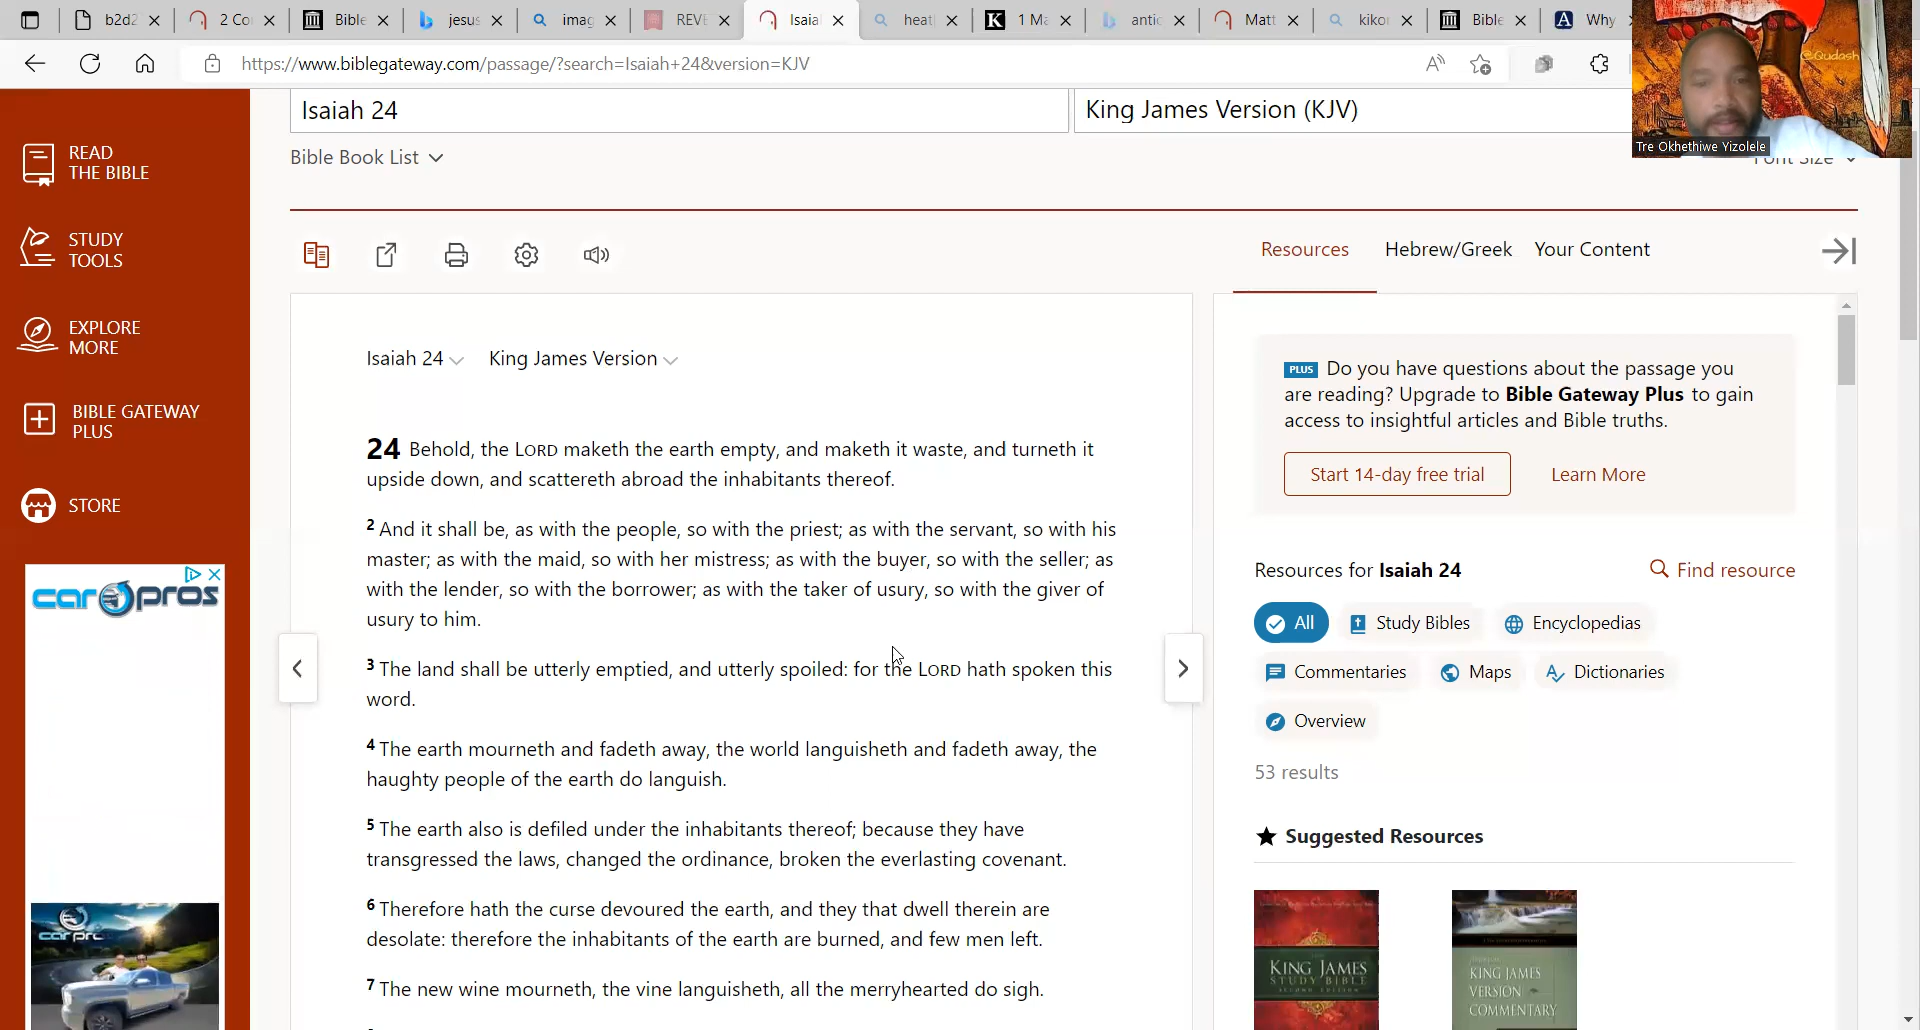 b2d2
2 Co
Bible
jesus
imag
REVE
Isaia
heat
1 Ma
antic
Matt
kiko
Bible
Why
https://www.biblegateway.com/passage/?search=Isaiah+24&version=KJV
@Qudash
Tre Okhethiwe Yizolele
Isaiah 24
King James Version (KJV)
Bible Book List
Font Size
READ
THE BIBLE
STUDY
TOOLS
EXPLORE
MORE
BIBLE GATEWAY
PLUS
STORE
car pros
carpro
Resources
Hebrew/Greek
Your Content
Isaiah 24
King James Version
24 Behold, the LORD maketh the earth empty, and maketh it waste, and turneth it
upside down, and scattereth abroad the inhabitants thereof.
2 And it shall be, as with the people, so with the priest; as with the servant, so with his
master; as with the maid, so with her mistress; as with the buyer, so with the seller; as
with the lender, so with the borrower; as with the taker of usury, so with the giver of
usury to him.
3 The land shall be utterly emptied, and utterly spoiled: for the LORD hath spoken this
word.
4 The earth mourneth and fadeth away, the world languisheth and fadeth away, the
haughty people of the earth do languish.
5 The earth also is defiled under the inhabitants thereof; because they have
transgressed the laws, changed the ordinance, broken the everlasting covenant.
6 Therefore hath the curse devoured the earth, and they that dwell therein are
desolate: therefore the inhabitants of the earth are burned, and few men left.
7 The new wine mourneth, the vine languisheth, all the merryhearted do sigh.
PLUS Do you have questions about the passage you
are reading? Upgrade to Bible Gateway Plus to gain
access to insightful articles and Bible truths.
Start 14-day free trial
Learn More
Resources for Isaiah 24
Find resource
All
Study Bibles
Encyclopedias
Commentaries
Maps
Dictionaries
Overview
53 results
Suggested Resources
KING JAMES
STUDY BIBLE
SECOND EDITION
KING JAMES
VERSION
COMMENTARY